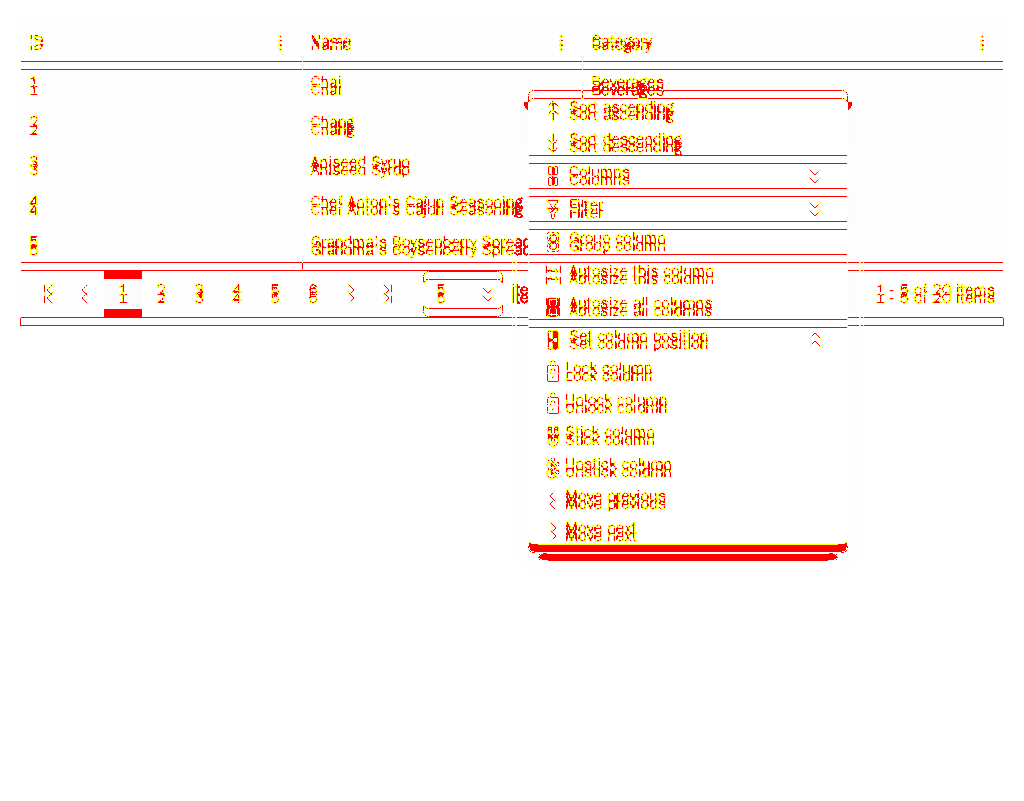 ID Name Category
1 Chai Beverages
2 Chang
3 Aniseed Syrup
4 Chef Anton's Cajun Seasoning
5 Grandma's Boysenberry Spread
1 2 3 4 5 6 5 ite 1 - 5 of 20 items
Sort ascending
Sort descending
Columns
Filter
Group column
Autosize this column
Autosize all columns
Set column position
Lock column
Unlock column
Stick column
Unstick column
Move previous
Move next